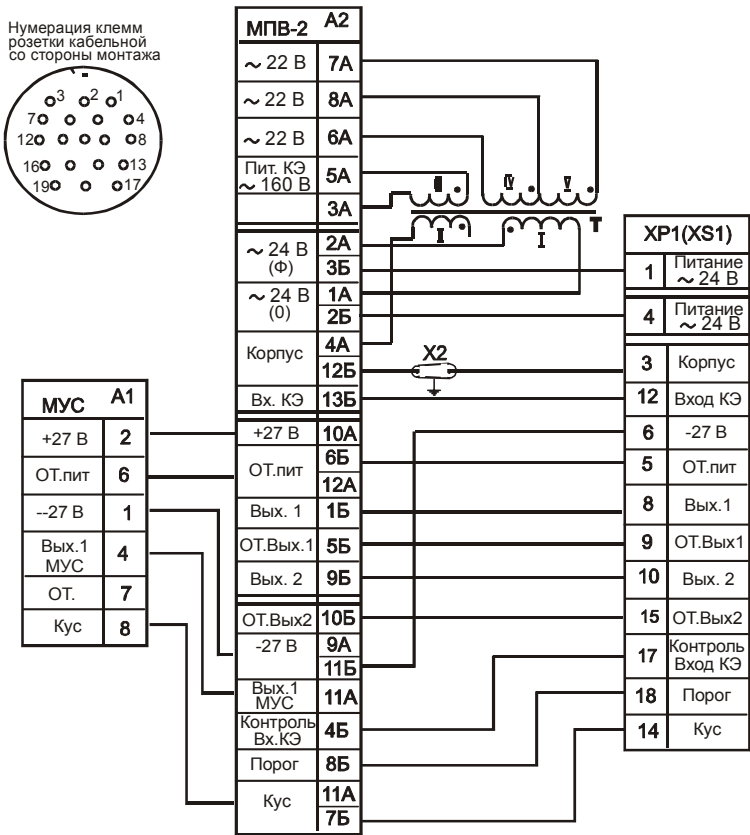 Нумерация клемм
розетки кабельной
со стороны монтажа
3 2 1
7 4
12 8
16 13
19 17
МПВ-2 А2
~ 22 В 7А
~ 22 В 8А
~ 22 В 6А
Пит. КЭ
~ 160 В 5А
3А
~ 24 В
(Ф) 2А
3Б
~ 24 В
(0) 1А
2Б
Корпус 4А
12Б
Вх. КЭ 13Б
+27 В 10А
ОТ.пит 6Б
12А
Вых. 1 1Б
ОТ.Вых.1 5Б
Вых. 2 9Б
ОТ.Вых2 10Б
-27 В 9А
11Б
Вых.1
МУС 11А
Контроль
Вх.КЭ 4Б
Порог 8Б
Кус 11А
7Б
III IV V
I I
Т
Х2
МУС А1
+27 В 2
ОТ.пит 6
--27 В 1
Вых.1
МУС 4
ОТ. 7
Кус 8
ХР1(XS1)
1 Питание
~ 24 В
4 Питание
~ 24 В
3 Корпус
12 Вход КЭ
6 -27 В
5 ОТ.пит
8 Вых.1
9 ОТ.Вых1
10 Вых. 2
15 ОТ.Вых2
17 Контроль
Вход КЭ
18 Порог
14 Кус